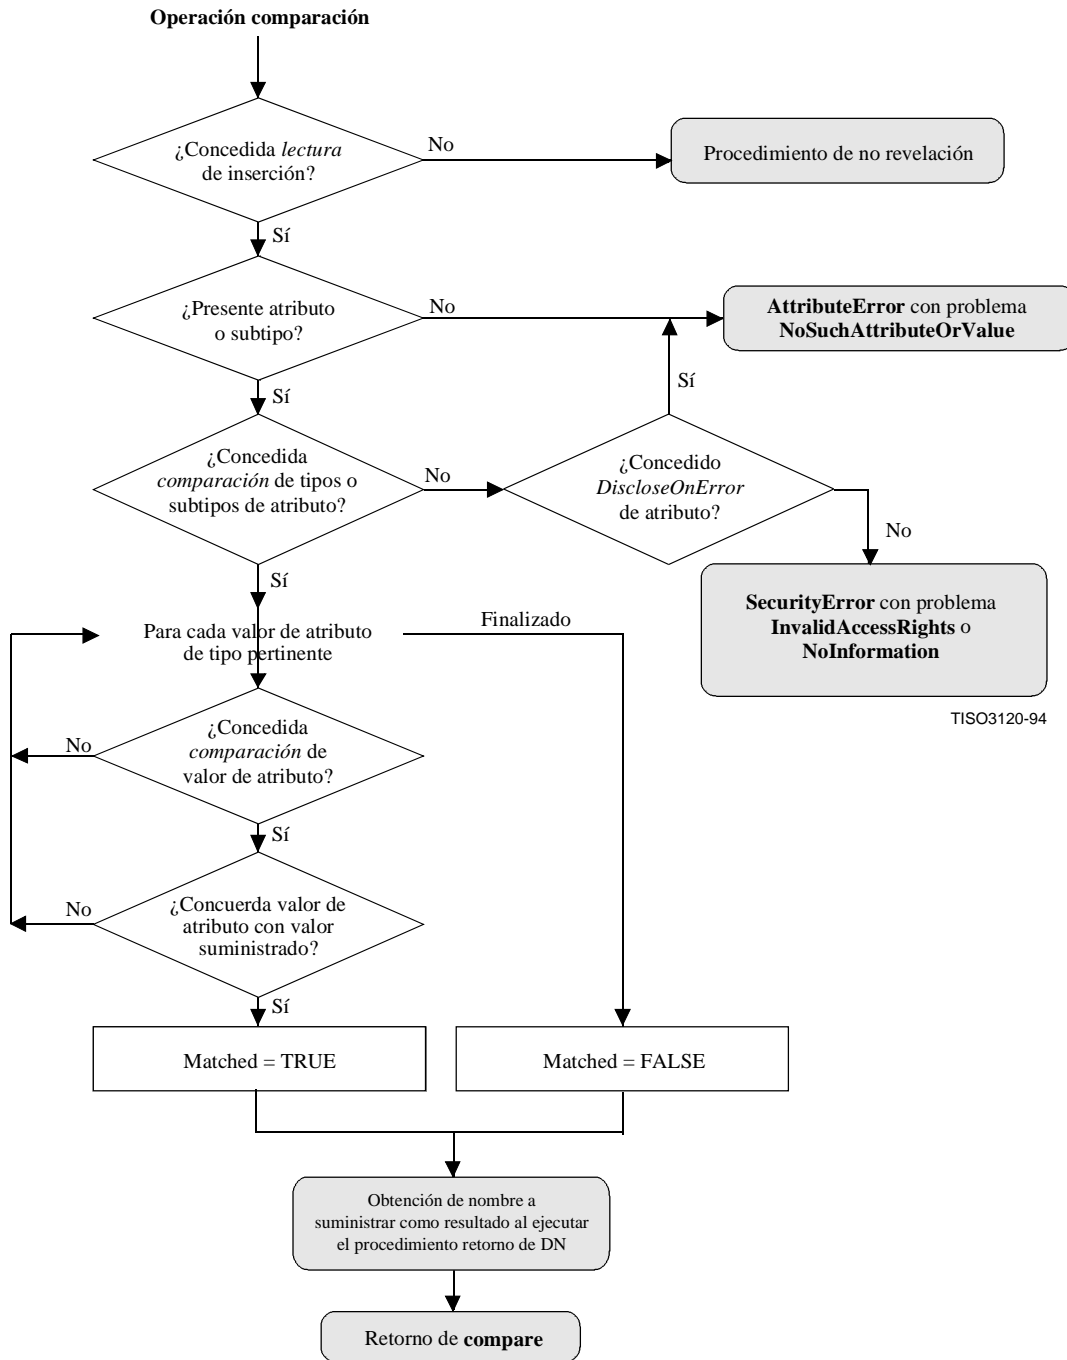 Operación comparación
¿Concedida lectura
de inserción?
No
Procedimiento de no revelación
Sí
¿Presente atributo
o subtipo?
No
AttributeError con problema
NoSuchAttributeOrValue
Sí
Sí
¿Concedida
comparación de tipos o
subtipos de atributo?
No
¿Concedido
DiscloseOnError
de atributo?
No
Sí
SecurityError con problema
InvalidAccessRights o
NoInformation
TISO3120-94
Para cada valor de atributo
de tipo pertinente
Finalizado
¿Concedida
comparación de
valor de atributo?
No
Sí
¿Concuerda valor de
atributo con valor
suministrado?
No
Sí
Matched = TRUE
Matched = FALSE
Obtención de nombre a
suministrar como resultado al ejecutar
el procedimiento retorno de DN
Retorno de compare